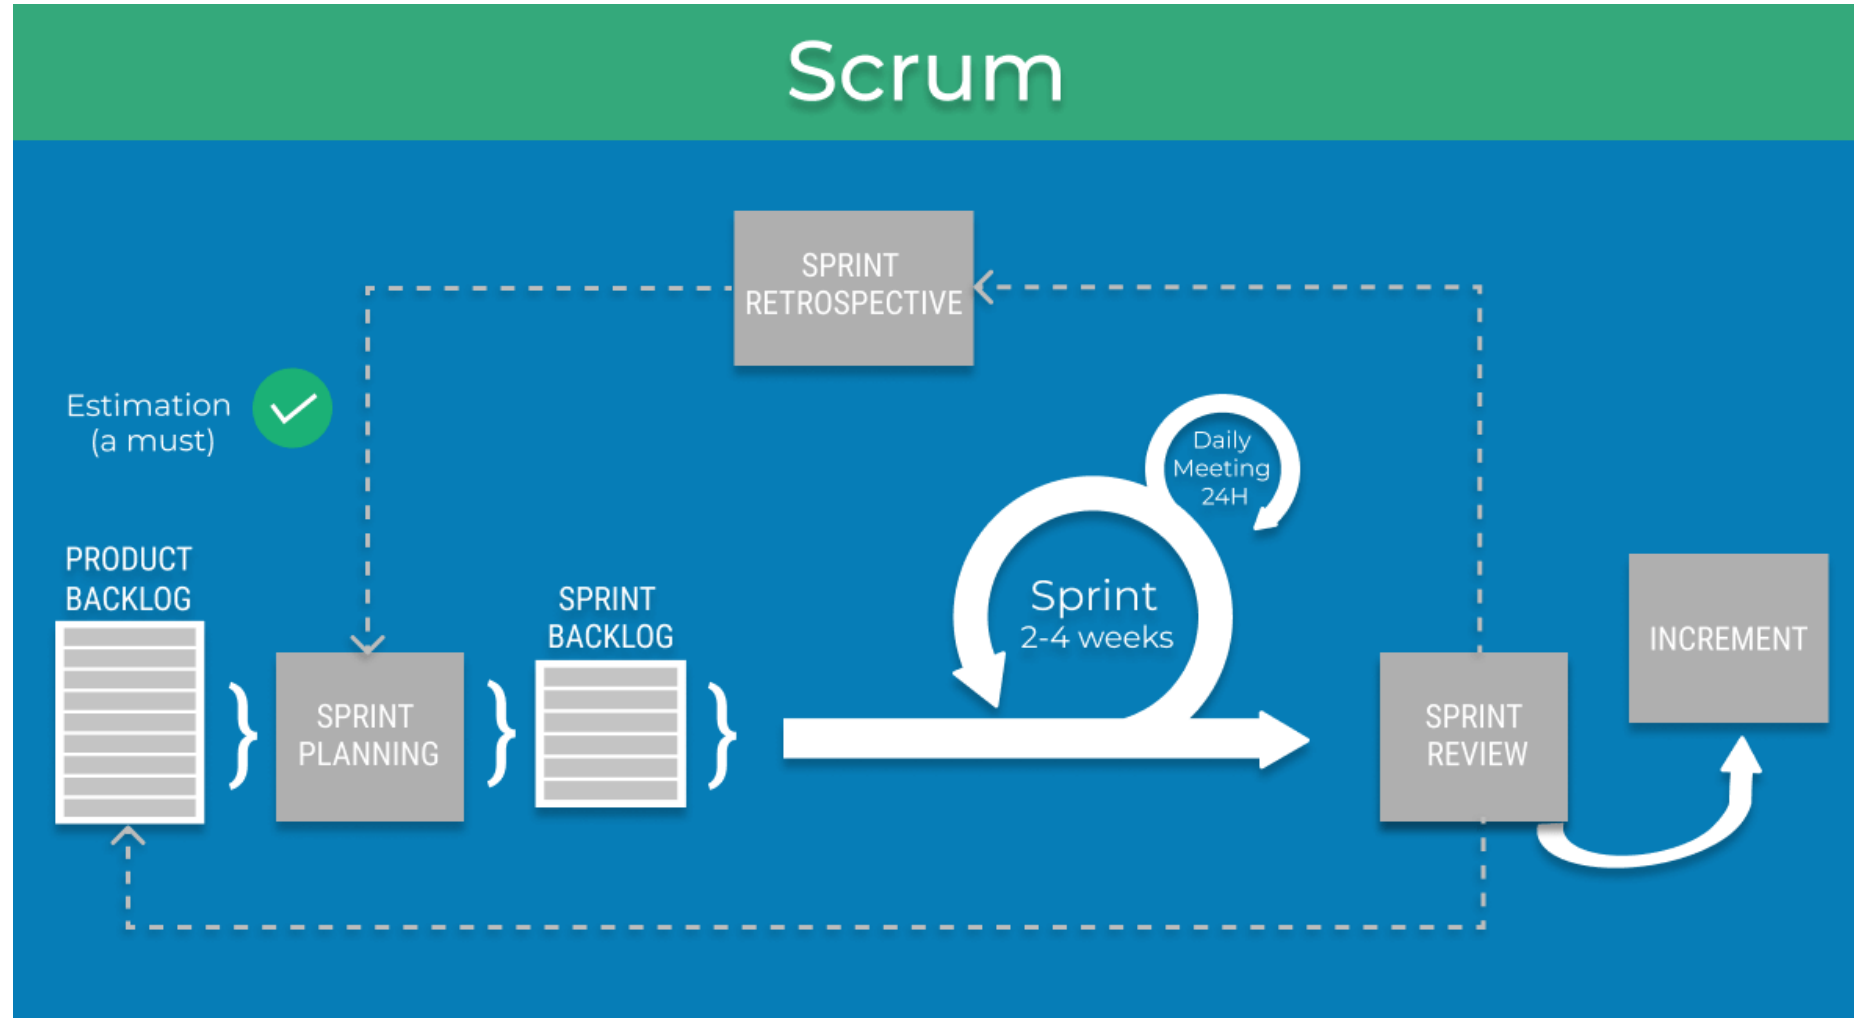 Scrum
SPRINT
RETROSPECTIVE
Estimation
(a must)
Daily
Meeting
24H
PRODUCT
BACKLOG
SPRINT
BACKLOG
Sprint
2-4 weeks
INCREMENT
SPRINT
PLANNING
SPRINT
REVIEW